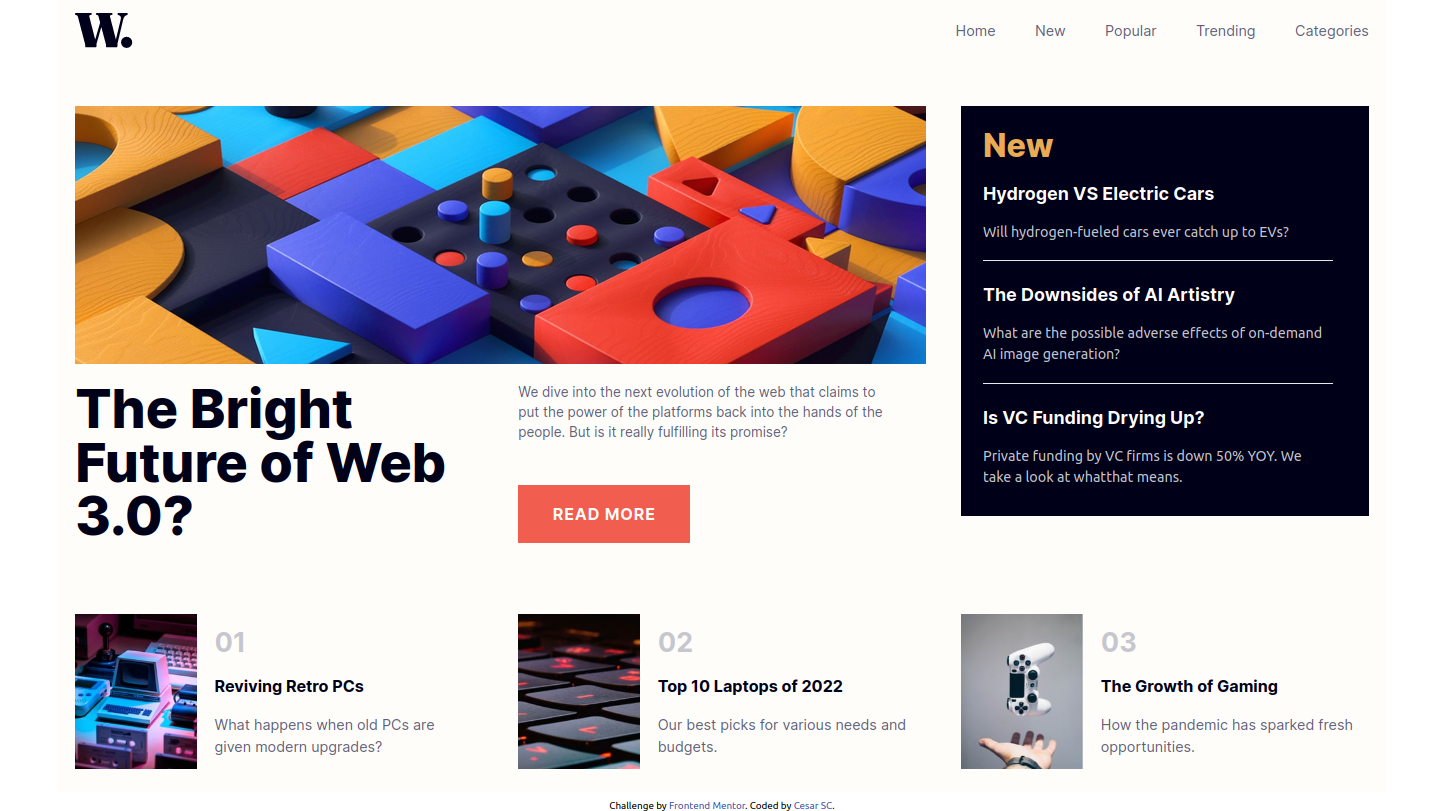 W.
Home New Popular Trending Categories
New
Hydrogen VS Electric Cars
Will hydrogen-fueled cars ever catch up to EVs?
The Downsides of AI Artistry
What are the possible adverse effects of on-demand
AI image generation?
Is VC Funding Drying Up?
Private funding by VC firms is down 50% YOY. We
take a look at whatthat means.
The Bright
Future of Web
3.0?
We dive into the next evolution of the web that claims to
put the power of the platforms back into the hands of the
people. But is it really fulfilling its promise?
READ MORE
01
Reviving Retro PCs
What happens when old PCs are
given modern upgrades?
02
Top 10 Laptops of 2022
Our best picks for various needs and
budgets.
03
The Growth of Gaming
How the pandemic has sparked fresh
opportunities.
Challenge by Frontend Mentor. Coded by Cesar SC.